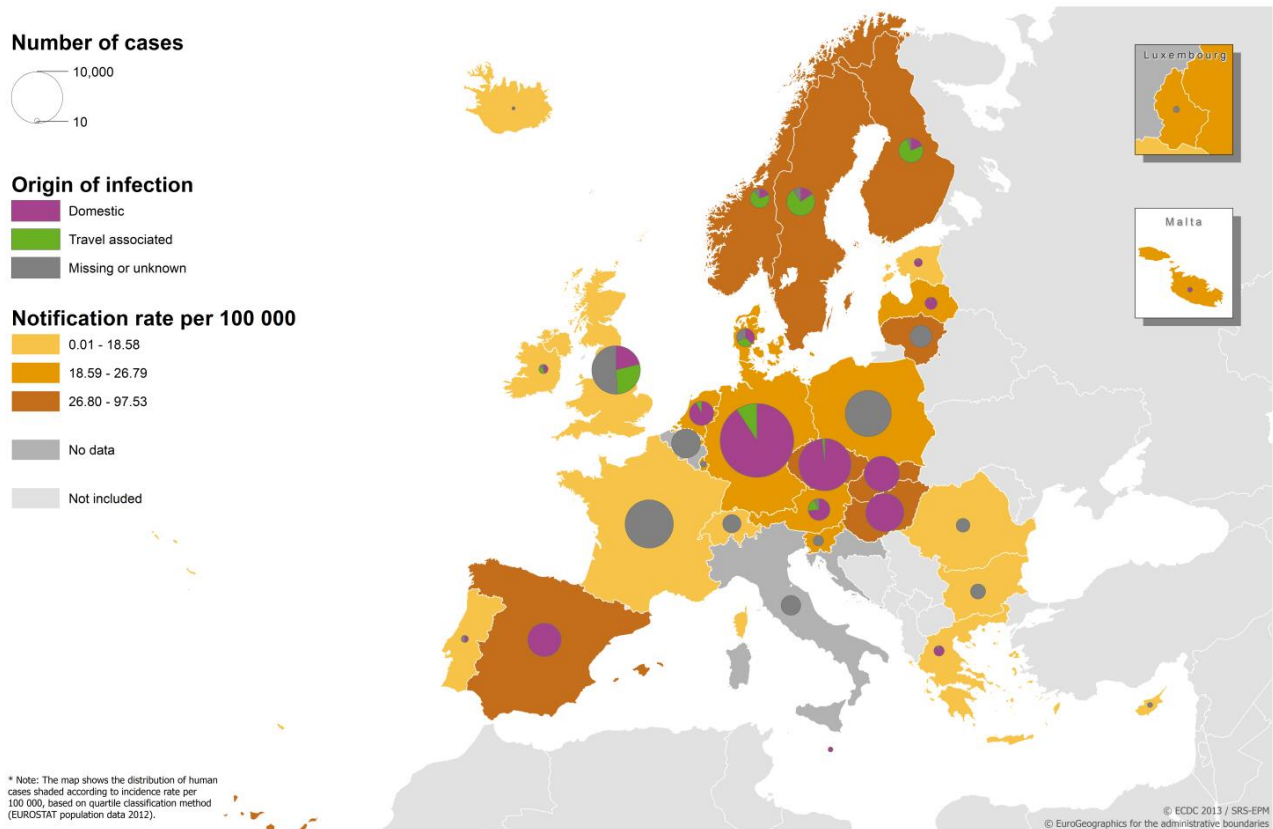 Number of cases
10,000
10
Origin of infection
Domestic
Travel associated
Missing or unknown
Notification rate per 100 000
0.01 - 18.58
18.59 - 26.79
26.80 - 97.53
No data
Not included
Luxembourg
Malta
* Note: The map shows the distribution of human
cases shaded according to incidence rate per
100 000, based on quartile classification method
(EUROSTAT population data 2012).
© ECDC 2013 / SRS-EPM
© EuroGeographics for the administrative boundaries